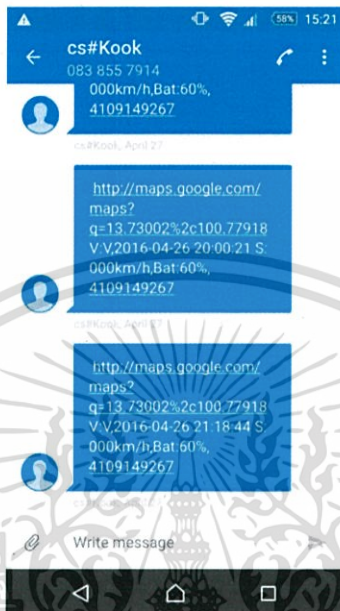 58% 15:21
cs#Kook
083 855 7914
000km/h,Bat:60%,
4109149267
cs#Kook, April 27
http://maps.google.com/
maps?
q=13.73002%2c100.77918
V:V,2016-04-26 20:00:21 S:
000km/h,Bat:60%,
4109149267
cs#Kook, April 27
http://maps.google.com/
maps?
q=13.73002%2c100.77918
V:V,2016-04-26 21:18:44 S:
000km/h,Bat:60%,
4109149267
Write message